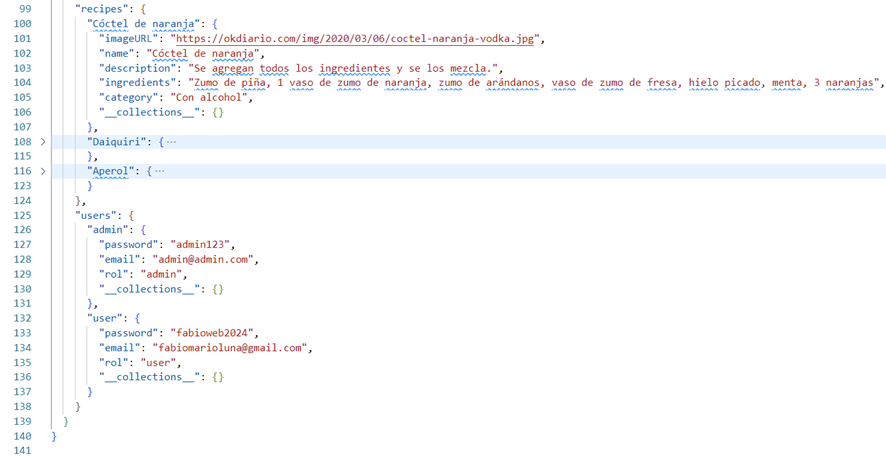 99 "recipes": {
100 "Cóctel de naranja": {
101 "imageURL": "https://okdiario.com/img/2020/03/06/coctel-naranja-vodka.jpg",
102 "name": "Cóctel de naranja",
103 "description": "Se agregan todos los ingredientes y se los mezcla.",
104 "ingredients": "Zumo de piña, 1 vaso de zumo de naranja, zumo de arándanos, vaso de zumo de fresa, hielo picado, menta, 3 naranjas",
105 "category": "Con alcohol",
106 "__collections__": {}
107 },
108 "Daiquiri": { ···
115 },
116 "Aperol": { ···
123 }
124 },
125 "users": {
126 "admin": {
127 "password": "admin123",
128 "email": "admin@admin.com",
129 "rol": "admin",
130 "__collections__": {}
131 },
132 "user": {
133 "password": "fabioweb2024",
134 "email": "fabiomarioluna@gmail.com",
135 "rol": "user",
136 "__collections__": {}
137 }
138 }
139 }
140 }
141